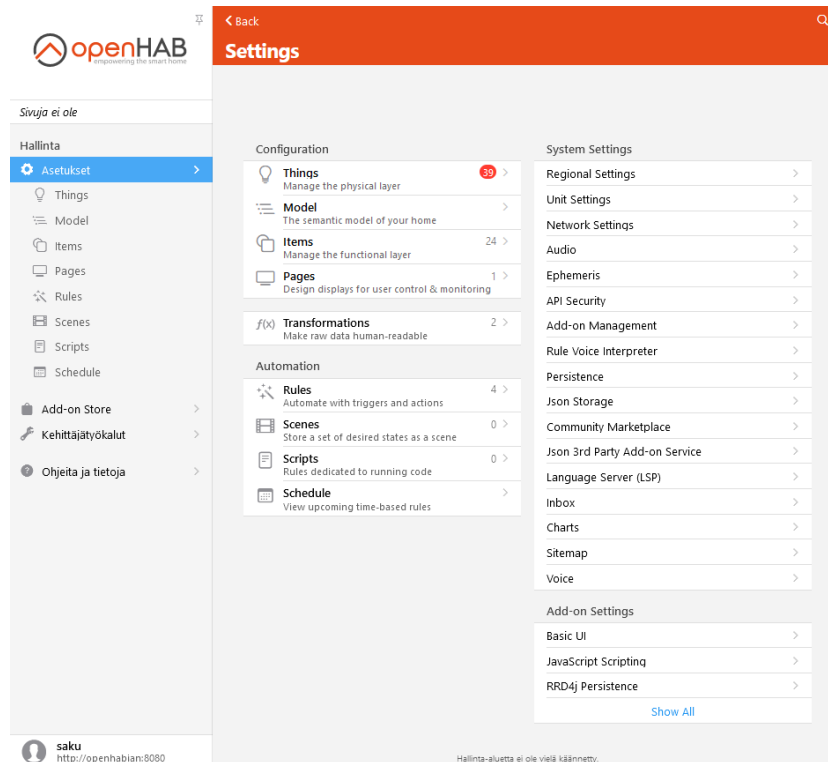 openHAB
empowering the smart home
Sivuja ei ole
Hallinta
Asetukset
Things
Model
Items
Pages
Rules
Scenes
Scripts
Schedule
Add-on Store
Kehittäjätyökalut
Ohjeita ja tietoja
saku
http://openhabian:8080
Back
Settings
Configuration
Things 39
Manage the physical layer
Model
The semantic model of your home
Items 24
Manage the functional layer
Pages 1
Design displays for user control & monitoring
f(x) Transformations 2
Make raw data human-readable
Automation
Rules 4
Automate with triggers and actions
Scenes 0
Store a set of desired states as a scene
Scripts 0
Rules dedicated to running code
Schedule
View upcoming time-based rules
System Settings
Regional Settings
Unit Settings
Network Settings
Audio
Ephemeris
API Security
Add-on Management
Rule Voice Interpreter
Persistence
Json Storage
Community Marketplace
Json 3rd Party Add-on Service
Language Server (LSP)
Inbox
Charts
Sitemap
Voice
Add-on Settings
Basic UI
JavaScript Scripting
RRD4j Persistence
Show All
Hallinta-aluetta ei ole vielä käännetty.